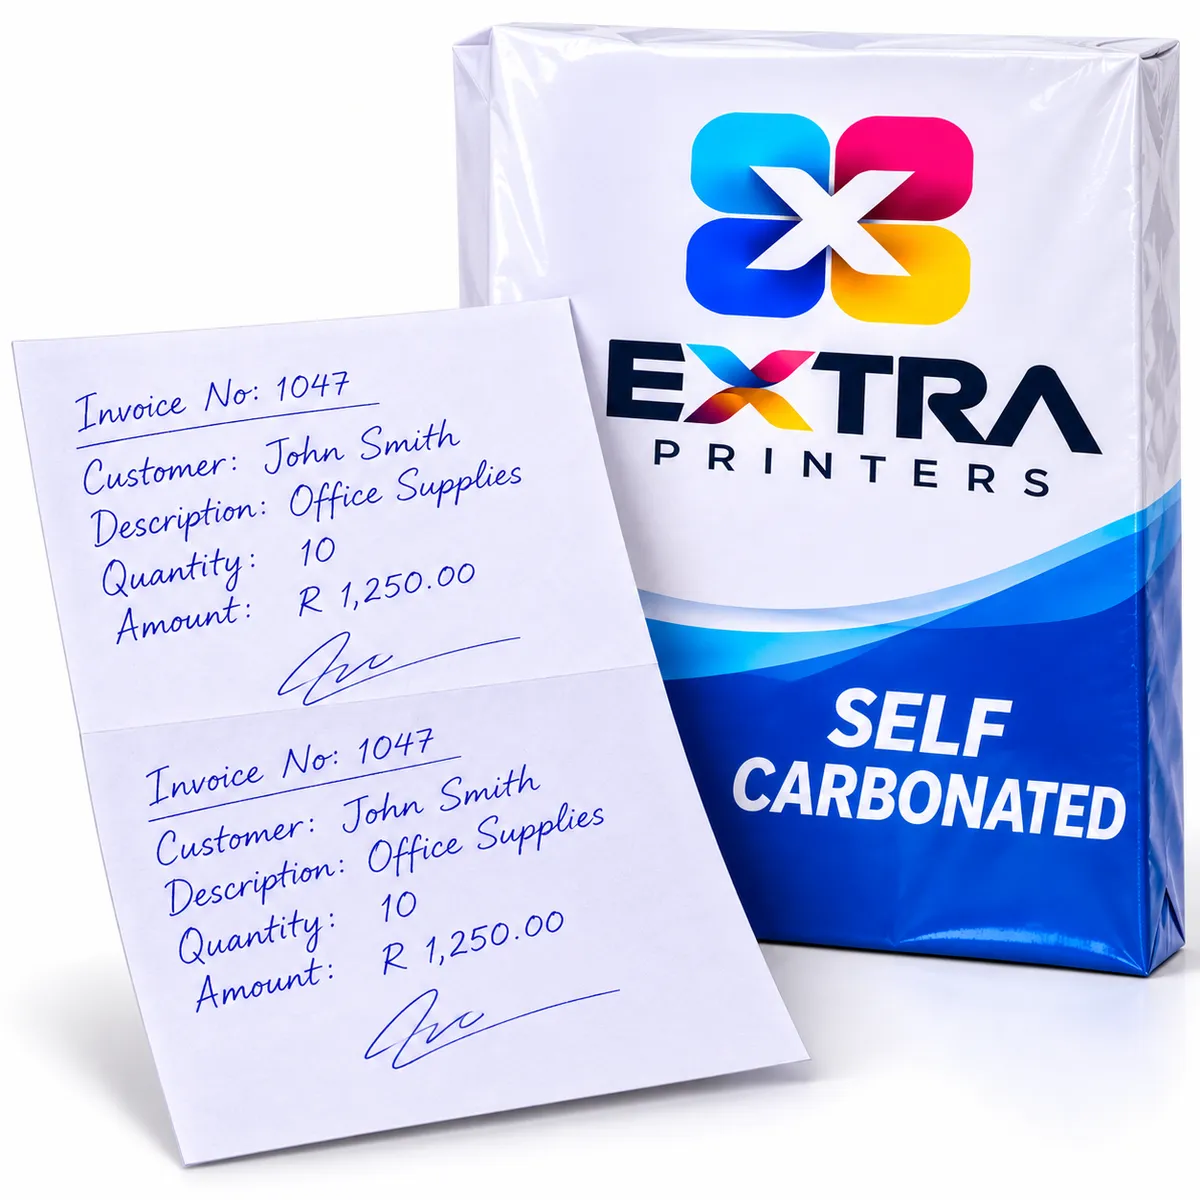 Invoice No: 1047
Customer: John Smith
Description: Office Supplies
Quantity: 10
Amount: R 1,250.00
Invoice No: 1047
Customer: John Smith
Description: Office Supplies
Quantity: 10
Amount: R 1,250.00
EXTRA
PRINTERS
SELF
CARBONATED